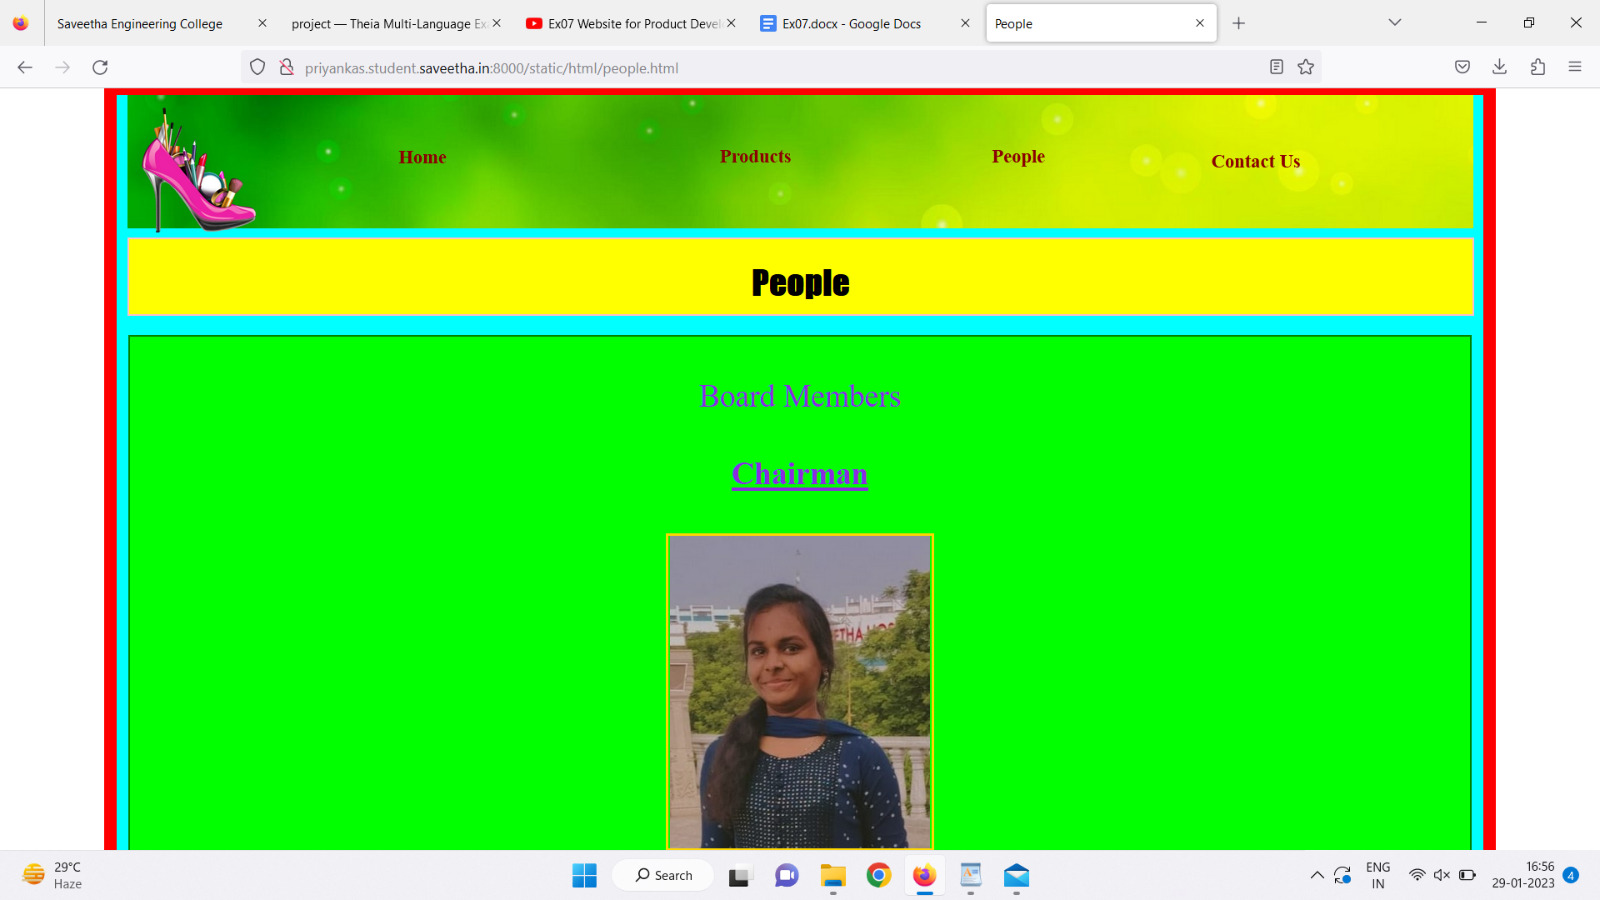 Saveetha Engineering College
project — Theia Multi-Language Ex
Ex07 Website for Product Devel
Ex07.docx - Google Docs
People
priyankas.student.saveetha.in:8000/static/html/people.html
Home
Products
People
Contact Us
People
Board Members
Chairman
ETHA HOS
29°C
Haze
Search
ENG
IN
16:56
29-01-2023
4